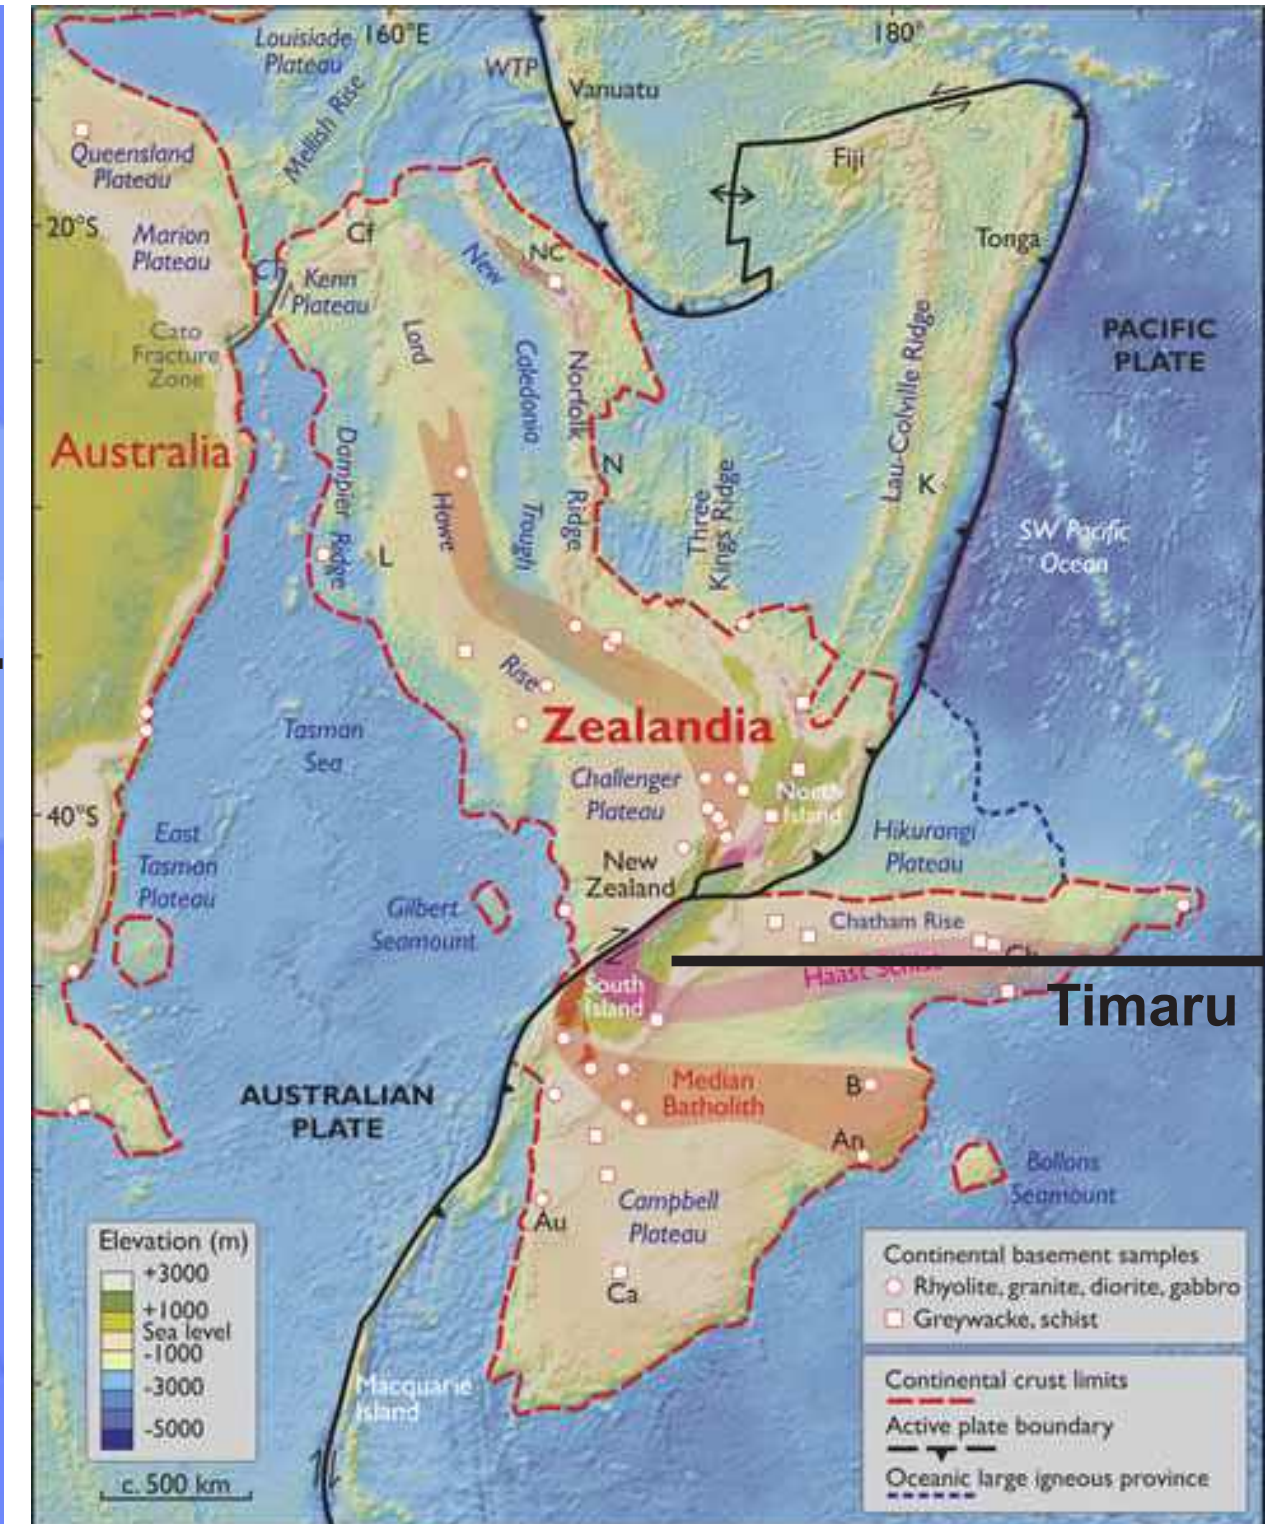 160°E
180°
Louisiade
Plateau
Mellish Rise
WTP
Vanuatu
Queensland
Plateau
Fiji
20°S
Marion
Plateau
Cf
NC
Tonga
New
Caledonia
Trough
Kenn
Plateau
Cato
Fracture
Zone
Lord
Howe
Rise
Norfolk
Ridge
Lau-Colville Ridge
PACIFIC
PLATE
Australia
Dampier Ridge
N
K
Three
Kings Ridge
L
SW Pacific
Ocean
Zealandia
Tasman
Sea
Challenger
Plateau
North
Island
40°S
East
Tasman
Plateau
New
Zealand
Hikurangi
Plateau
Gilbert
Seamount
Chatham Rise
Haast Schist
South
Island
Timaru
Median
Batholith
B
AUSTRALIAN
PLATE
An
Bollons
Seamount
Campbell
Plateau
Au
Ca
Macquarie
Island
Elevation (m)
+3000
+1000
Sea level
-1000
-3000
-5000
c. 500 km
Continental basement samples
Rhyolite, granite, diorite, gabbro
Greywacke, schist
Continental crust limits
Active plate boundary
Oceanic large igneous province